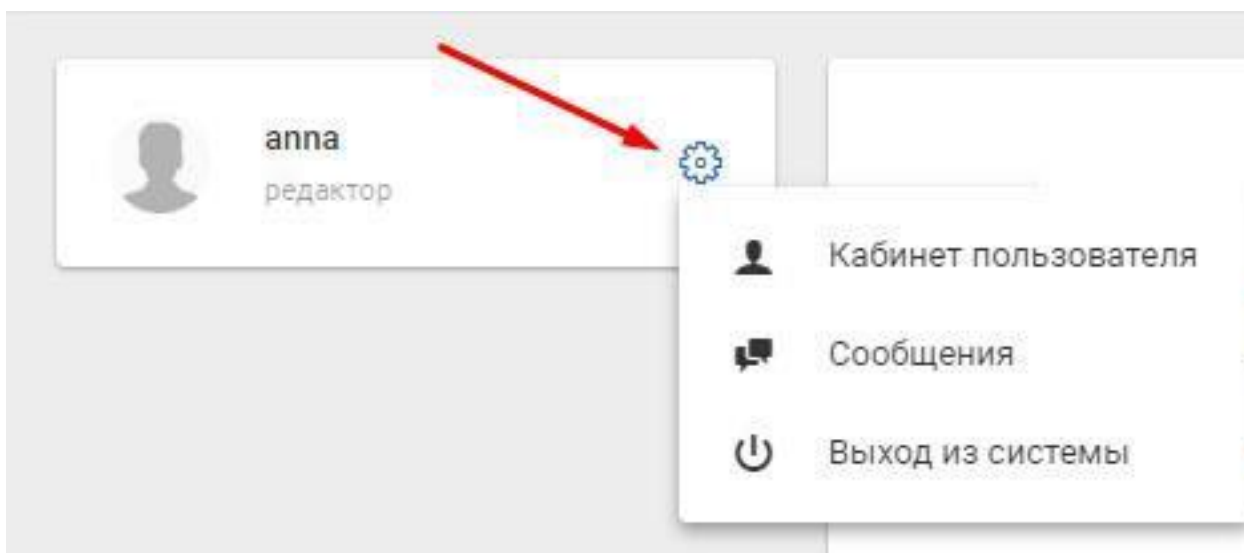 anna
редактор
Кабинет пользователя
Сообщения
Выход из системы